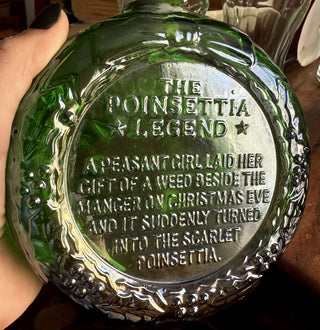 THE
POINSETTIA
★ LEGEND ★
A PEASANT GIRL LAID HER
GIFT OF A WEED BESIDE THE
MANGER ON CHRISTMAS EVE
AND IT SUDDENLY TURNED
INTO THE SCARLET
POINSETTIA.